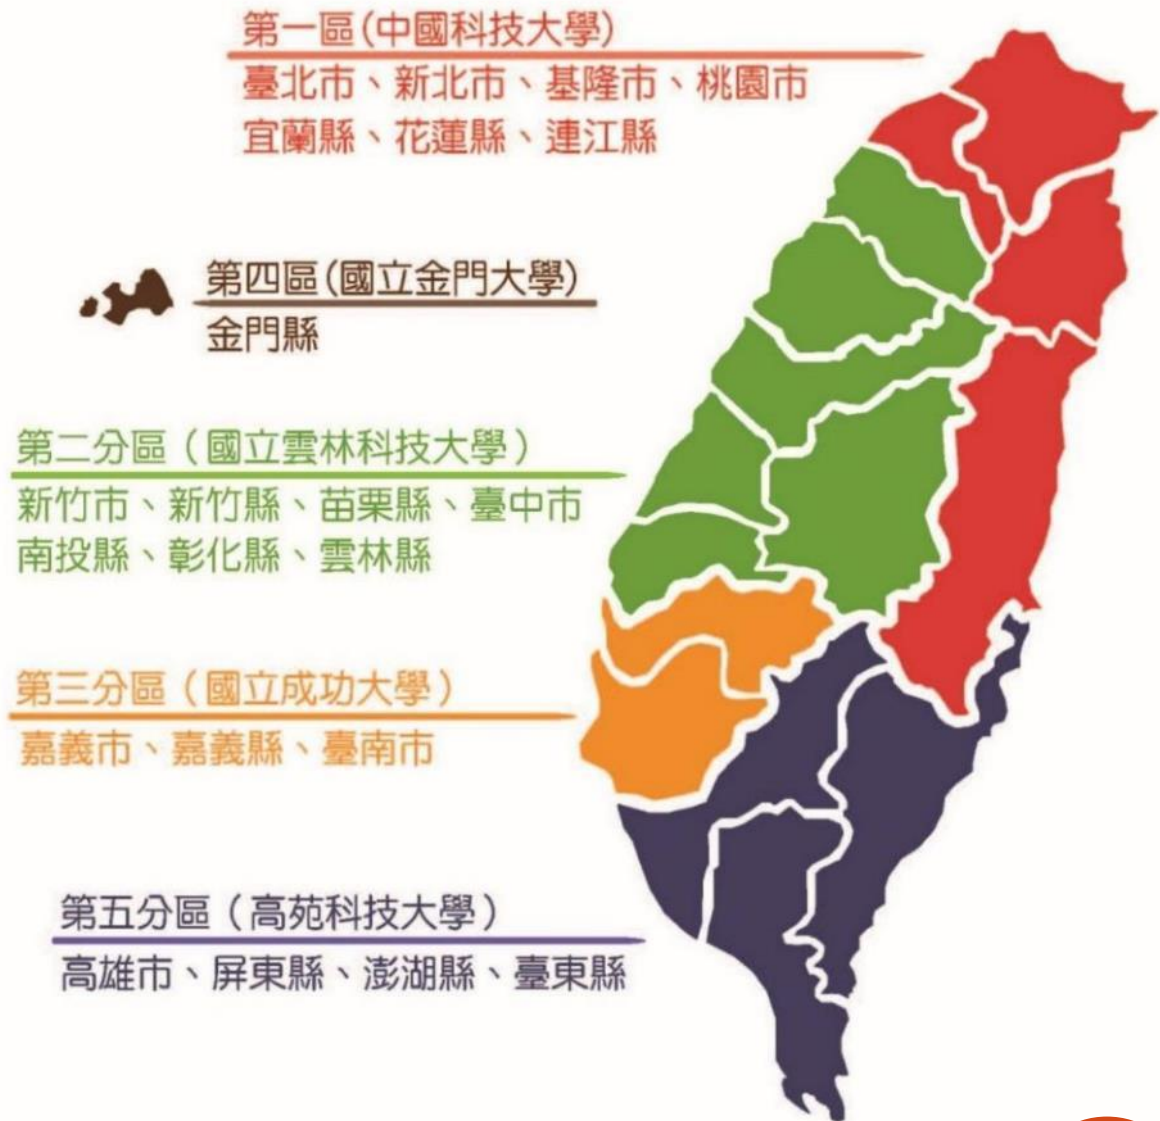 第一區(中國科技大學)
臺北市、新北市、基隆市、桃園市
宜蘭縣、花蓮縣、連江縣
第四區(國立金門大學)
金門縣
第二分區(國立雲林科技大學)
新竹市、新竹縣、苗栗縣、臺中市
南投縣、彰化縣、雲林縣
第三分區(國立成功大學)
嘉義市、嘉義縣、臺南市
第五分區(高苑科技大學)
高雄市、屏東縣、澎湖縣、臺東縣